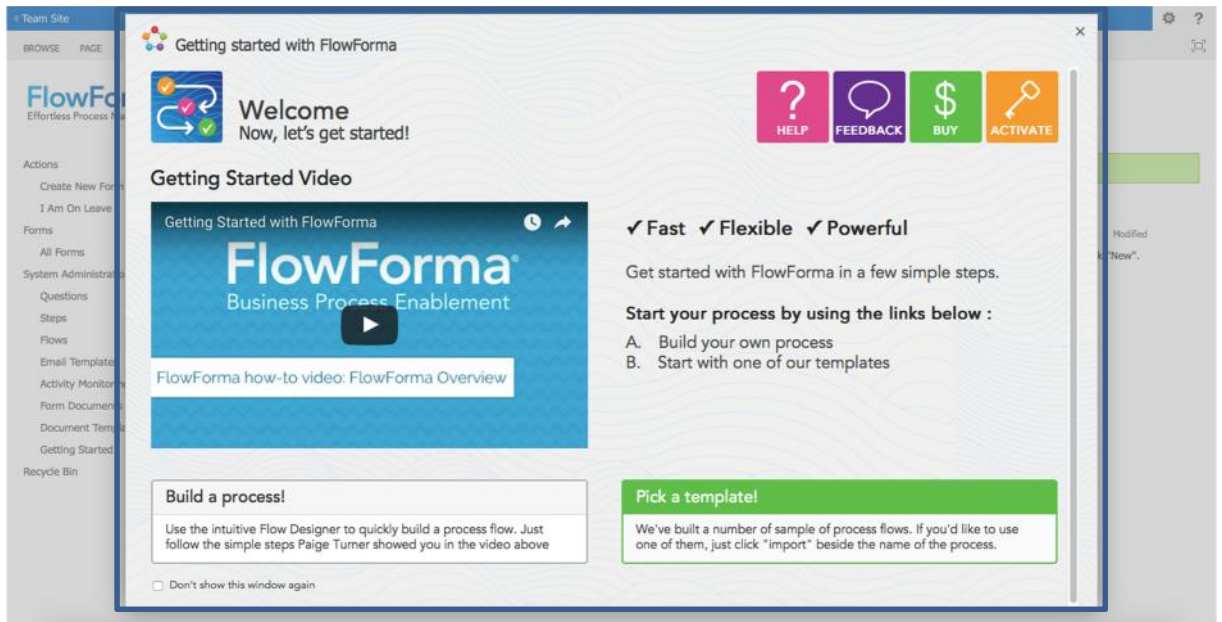 Team Site
?
BROWSE PAGE
Getting started with FlowForma
×
FlowFo
Effortless Process Ma
Welcome
Now, let's get started!
?
HELP
FEEDBACK
$
BUY
ACTIVATE
Actions
Create New Form
I Am On Leave
Forms
All Forms
System Administratio
Questions
Steps
Flows
Email Template
Activity Monitor
Form Documents
Document Templa
Getting Started
Recycle Bin
Getting Started Video
Getting Started with FlowForma
FlowForma
Business Process Enablement
FlowForma how-to video: FlowForma Overview
✓ Fast ✓ Flexible ✓ Powerful
Get started with FlowForma in a few simple steps.
Start your process by using the links below :
A. Build your own process
B. Start with one of our templates
Modified
"New".
Build a process!
Use the intuitive Flow Designer to quickly build a process flow. Just
follow the simple steps Paige Turner showed you in the video above
Pick a template!
We've built a number of sample of process flows. If you'd like to use
one of them, just click "import" beside the name of the process.
Don't show this window again